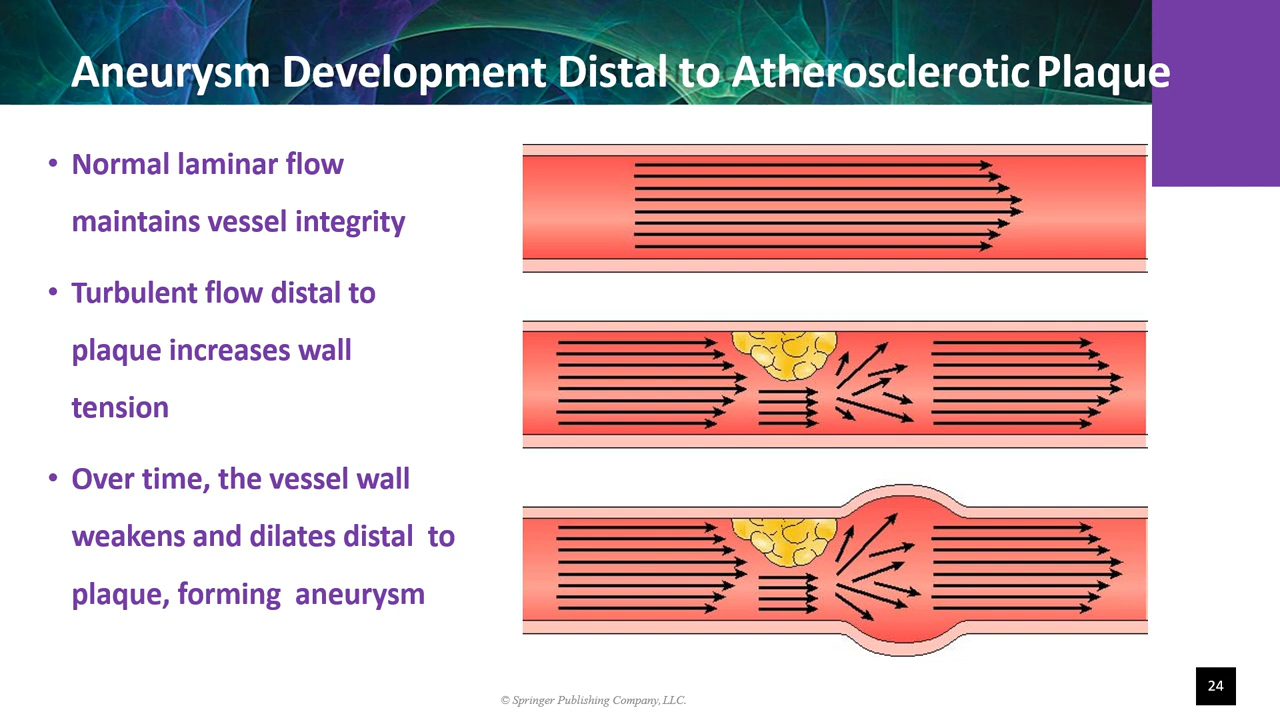 Aneurysm Development Distal to Atherosclerotic Plaque
• Normal laminar flow
maintains vessel integrity
• Turbulent flow distal to
plaque increases wall
tension
• Over time, the vessel wall
weakens and dilates distal to
plaque, forming aneurysm
© Springer Publishing Company, LLC.
24